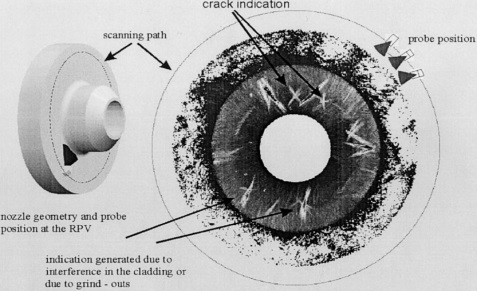 crack indication
scanning path
probe position
nozzle geometry and probe
position at the RPV
indication generated due to
interference in the cladding or
due to grind - outs